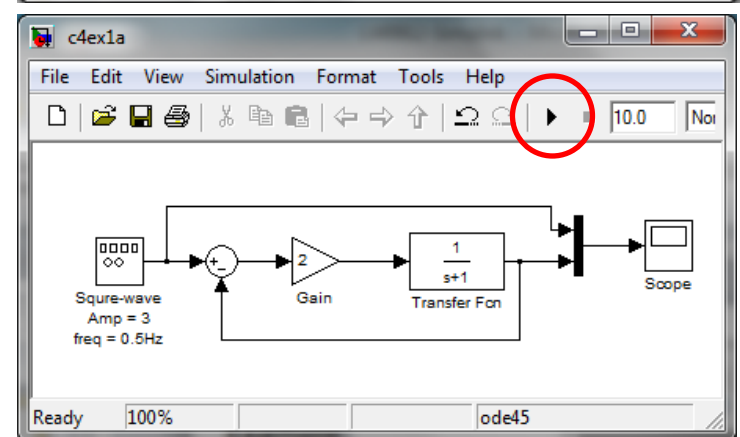 c4ex1a
File Edit View Simulation Format Tools Help
10.0 Nor
+
−
2
Gain
1
s+1
Transfer Fcn
Scope
Squre-wave
Amp = 3
freq = 0.5Hz
Ready 100% ode45